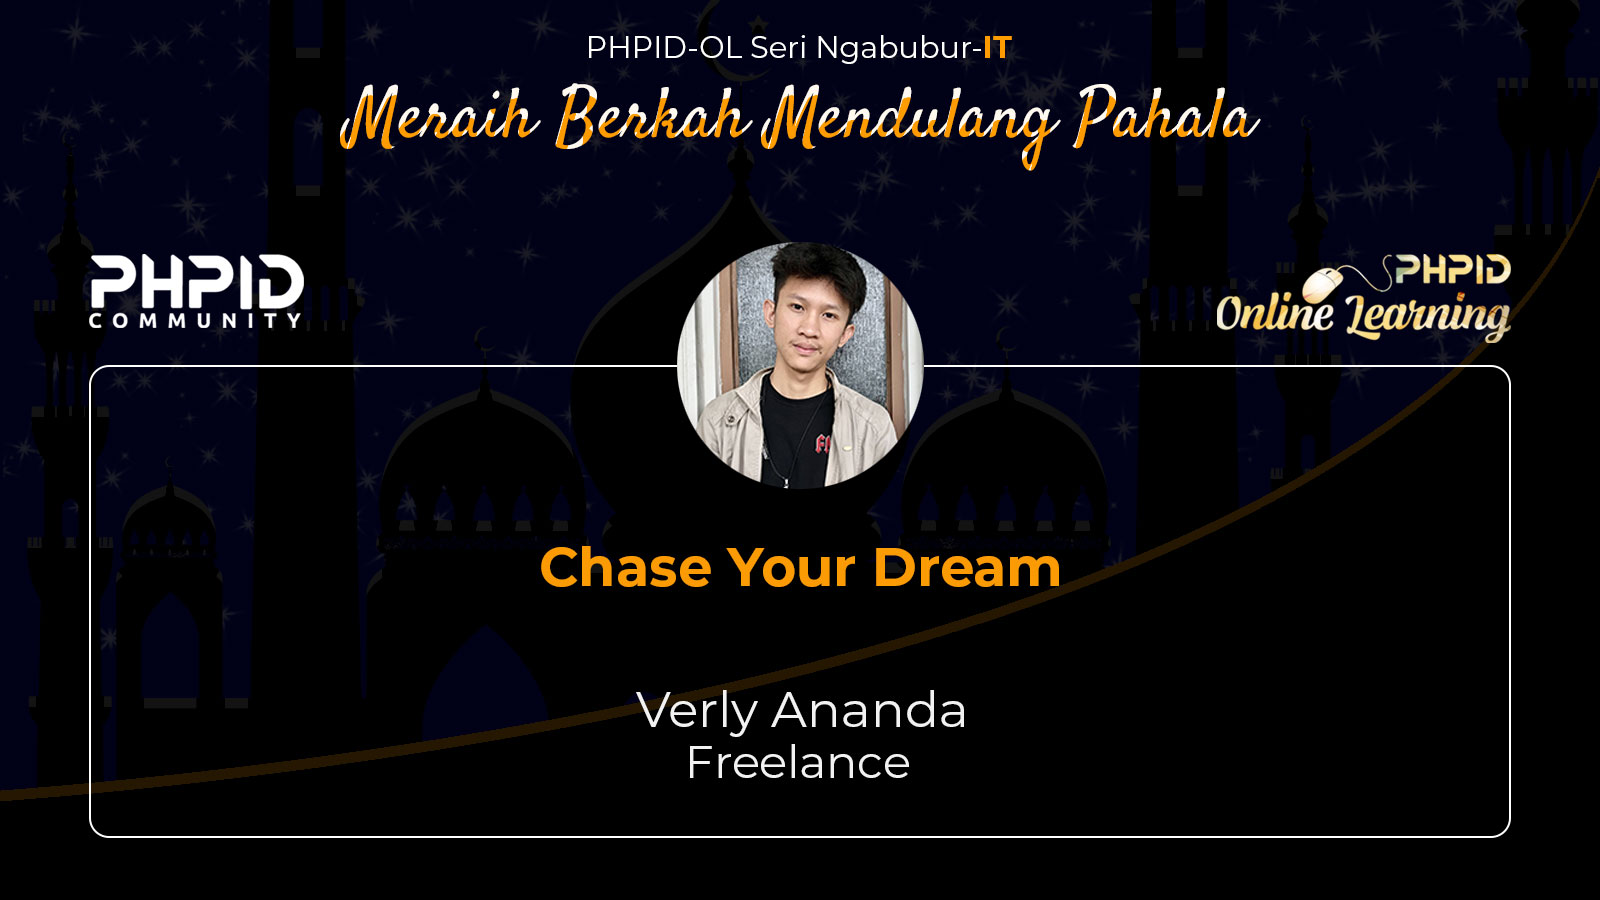 PHPID-OL Seri Ngabubur-IT
Meraih Berkah Mendulang Pahala
PHPID
COMMUNITY
PHPID
Online Learning
Chase Your Dream
Verly Ananda
Freelance